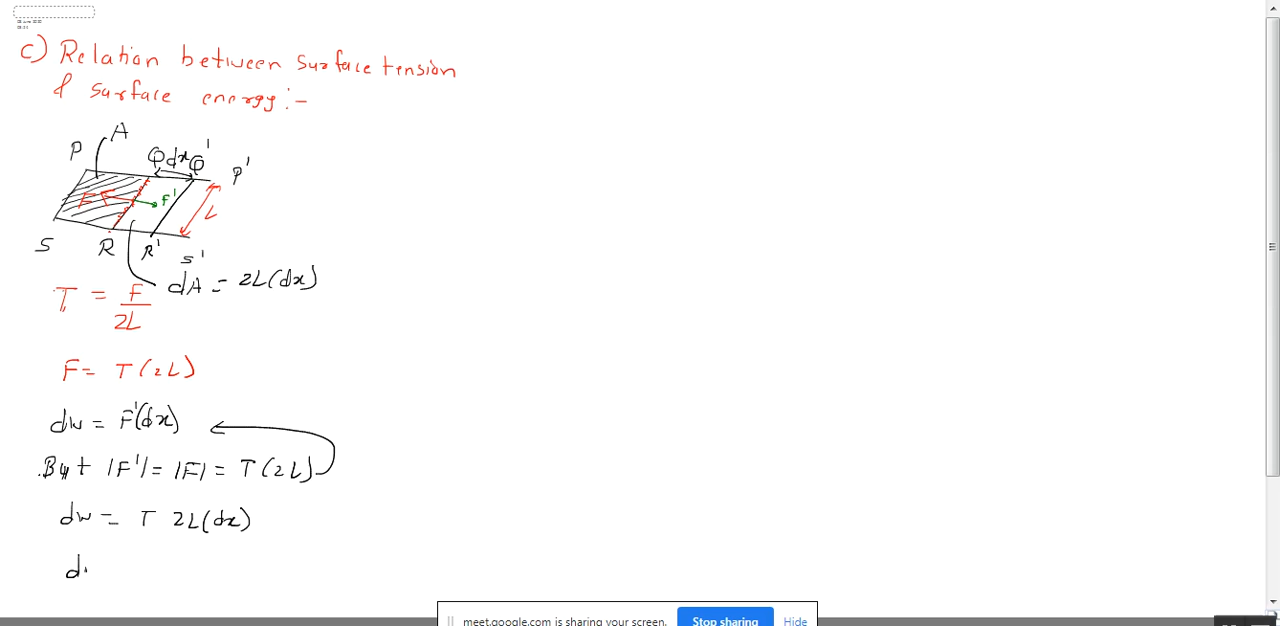 c) Relation between surface tension
& surface energy :-
A
P Q dx Q' P'
F F' L
S R R' S'
dA = 2L(dx)
T = F/2L
F = T(2L)
dw = F'(dx)
But |F'| = |F| = T(2L)
dw = T 2L(dx)
d
meet.google.com is sharing your screen. Stop sharing Hide